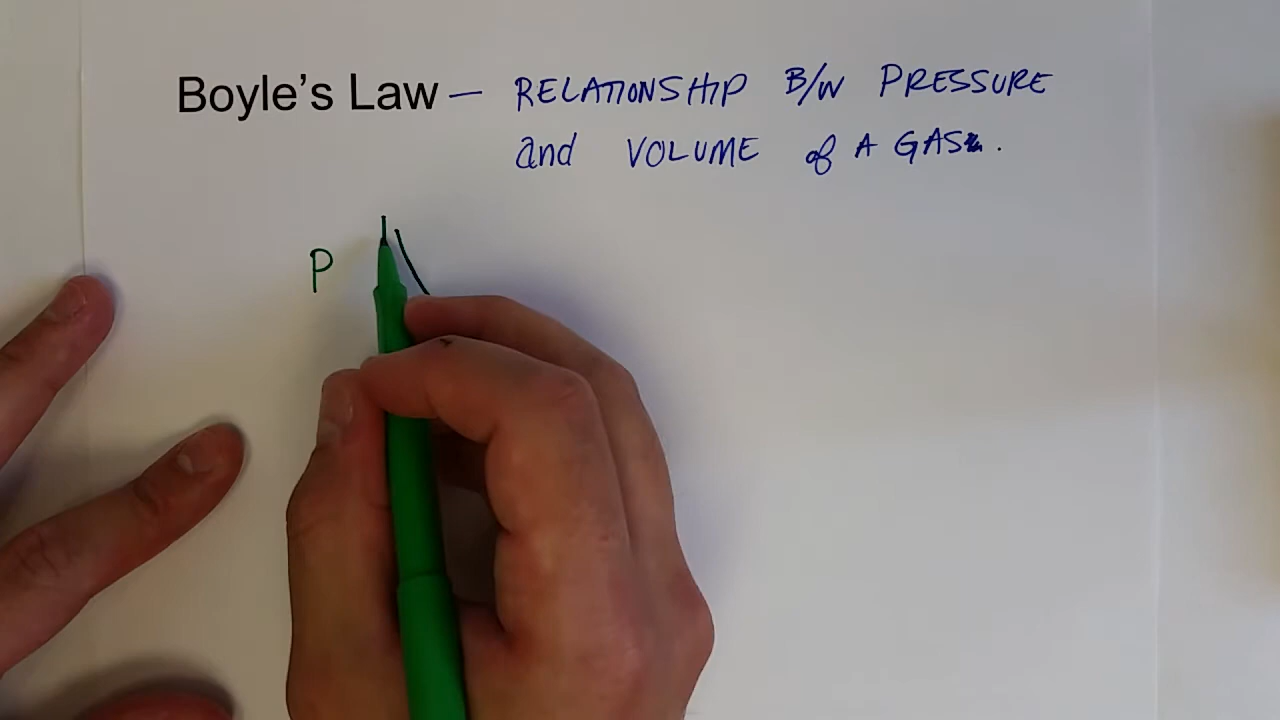 Boyle's Law — RELATIONSHIP B/W PRESSURE
and VOLUME of A GAS.
P